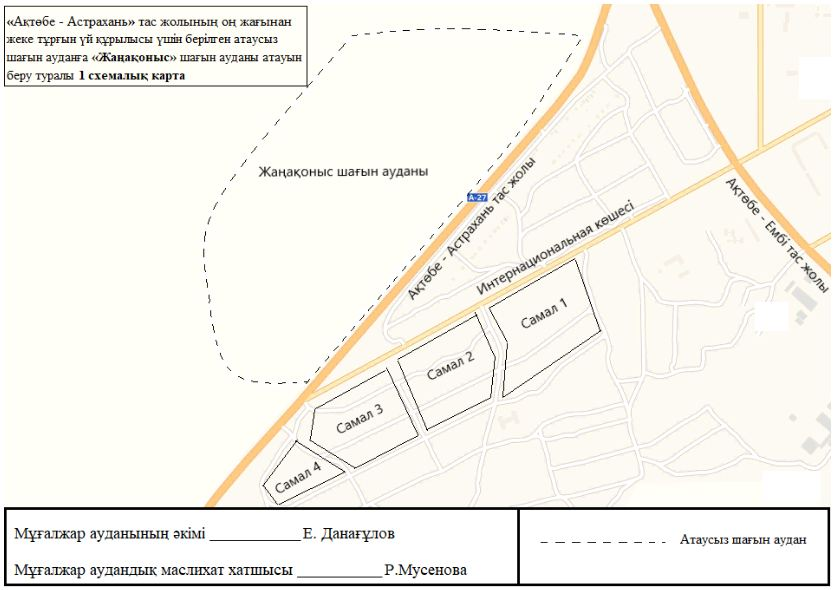 «Ақтөбе - Астрахань» тас жолының оң жағынан
жеке тұрғын үй құрылысы үшін берілген атаусыз
шағын ауданға «Жаңақоныс» шағын ауданы атауын
беру туралы 1 схемалық карта
Жаңақоныс шағын ауданы
А-27
Ақтөбе - Астрахань тас жолы
Интернациональная көшесі
Ақтөбе - Ембі тас жолы
Самал 1
Самал 2
Самал 3
Самал 4
Мұғалжар ауданының әкімі ____________ Е. Данағұлов
Мұғалжар аудандық маслихат хатшысы ___________ Р.Мусенова
Атаусыз шағын аудан